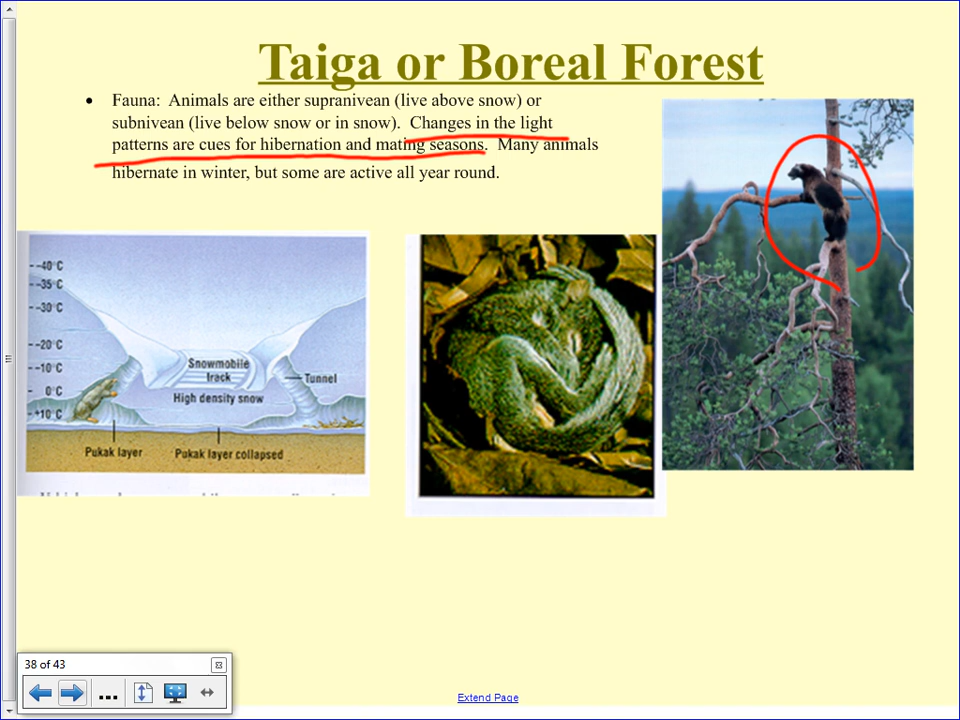 Taiga or Boreal Forest
• Fauna: Animals are either supranivean (live above snow) or
subnivean (live below snow or in snow). Changes in the light
patterns are cues for hibernation and mating seasons. Many animals
hibernate in winter, but some are active all year round.
-40°C
-35°C
-30°C
-20°C
-10°C
0°C
+10°C
Snowmobile
track
Tunnel
High density snow
Pukak layer
Pukak layer collapsed
38 of 43
Extend Page